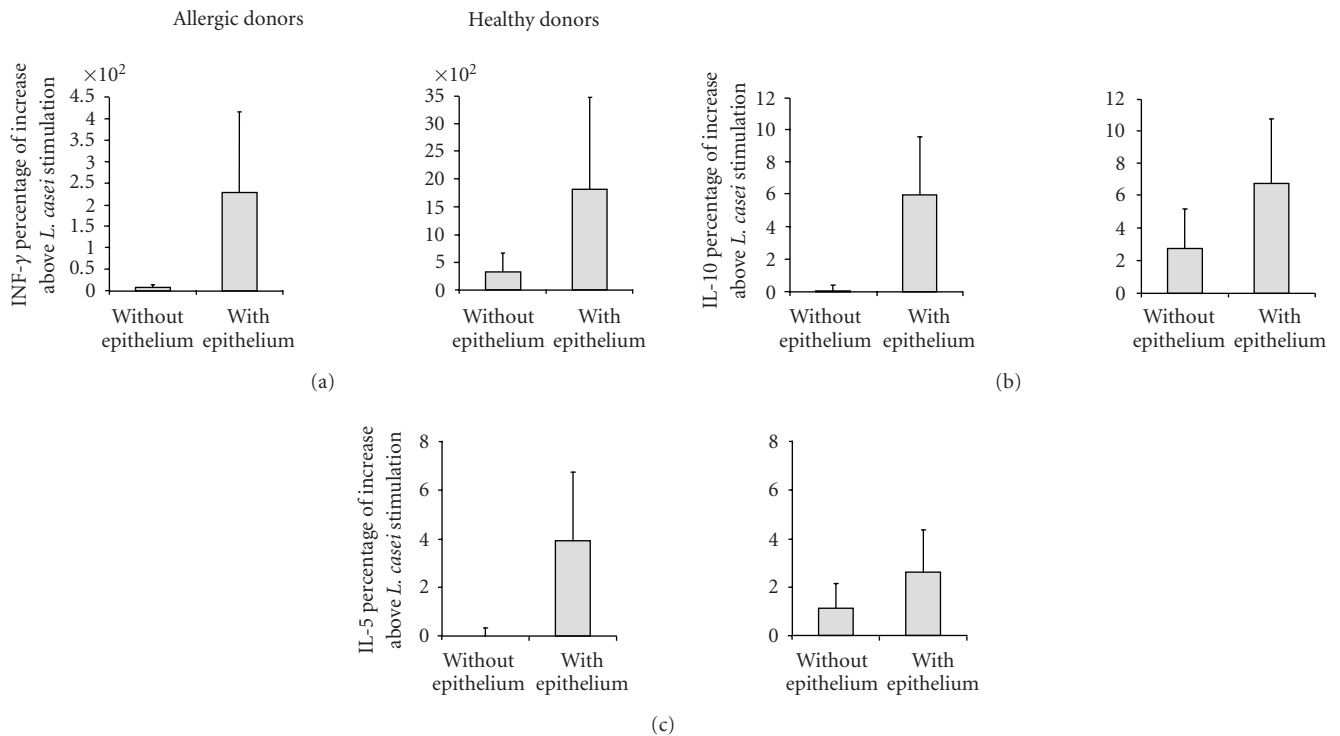 Allergic donors
Healthy donors
INF-γ percentage of increase
above L. casei stimulation
×10²
4.5
4
3.5
3
2.5
2
1.5
1
0.5
0
Without
epithelium
With
epithelium
×10²
35
30
25
20
15
10
50
5
0
Without
epithelium
With
epithelium
(a)
IL-10 percentage of increase
above L. casei stimulation
12
10
8
6
4
2
0
Without
epithelium
With
epithelium
12
10
8
6
4
2
0
Without
epithelium
With
epithelium
(b)
IL-5 percentage of increase
above L. casei stimulation
8
6
4
2
0
Without
epithelium
With
epithelium
8
6
4
2
0
Without
epithelium
With
epithelium
(c)